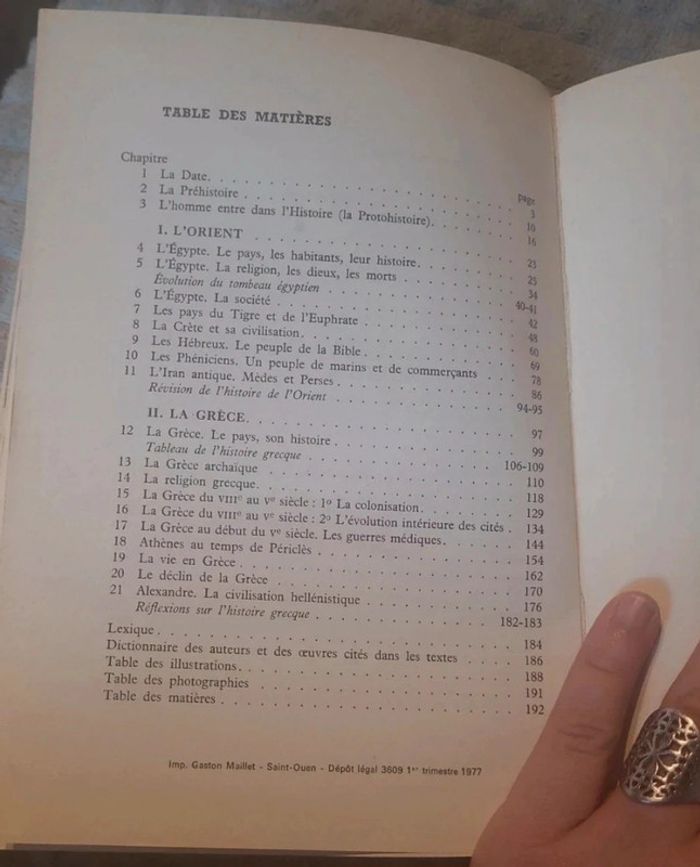 TABLE DES MATIÈRES
Chapitre
page
1 La Date. 3
2 La Préhistoire 10
3 L'homme entre dans l'Histoire (la Protohistoire). 16
I. L'ORIENT 23
4 L'Égypte. Le pays, les habitants, leur histoire. 25
5 L'Égypte. La religion, les dieux, les morts 34
Évolution du tombeau égyptien 40-41
6 L'Égypte. La société 42
7 Les pays du Tigre et de l'Euphrate 48
8 La Crète et sa civilisation. 60
9 Les Hébreux. Le peuple de la Bible 69
10 Les Phéniciens. Un peuple de marins et de commerçants 78
11 L'Iran antique. Mèdes et Perses 86
Révision de l'histoire de l'Orient 94-95
II. LA GRÈCE. 97
12 La Grèce. Le pays, son histoire 99
Tableau de l'histoire grecque 106-109
13 La Grèce archaïque 110
14 La religion grecque. 118
15 La Grèce du VIIIe au Ve siècle : 1º La colonisation. 129
16 La Grèce du VIIIe au Ve siècle : 2º L'évolution intérieure des cités 134
17 La Grèce au début du Ve siècle. Les guerres médiques. 144
18 Athènes au temps de Périclès 154
19 La vie en Grèce 162
20 Le déclin de la Grèce 170
21 Alexandre. La civilisation hellénistique 176
Réflexions sur l'histoire grecque 182-183
Lexique 184
Dictionnaire des auteurs et des œuvres cités dans les textes 186
Table des illustrations. 188
Table des photographies 191
Table des matières 192
Imp. Gaston Maillet - Saint-Ouen - Dépôt légal 3609 1er trimestre 1977